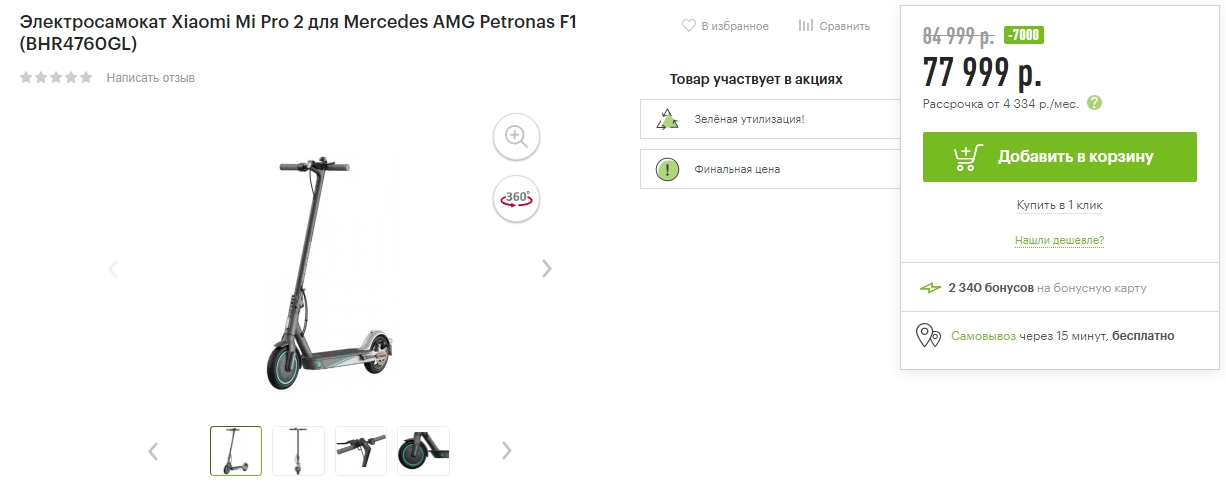 Электросамокат Xiaomi Mi Pro 2 для Mercedes AMG Petronas F1
(BHR4760GL)
Написать отзыв
360°
В избранное
Сравнить
Товар участвует в акциях
Зелёная утилизация!
Финальная цена
84 999 р. -7000
77 999 р.
Рассрочка от 4 334 р./мес. ?
Добавить в корзину
Купить в 1 клик
Нашли дешевле?
2 340 бонусов на бонусную карту
Самовывоз через 15 минут, бесплатно